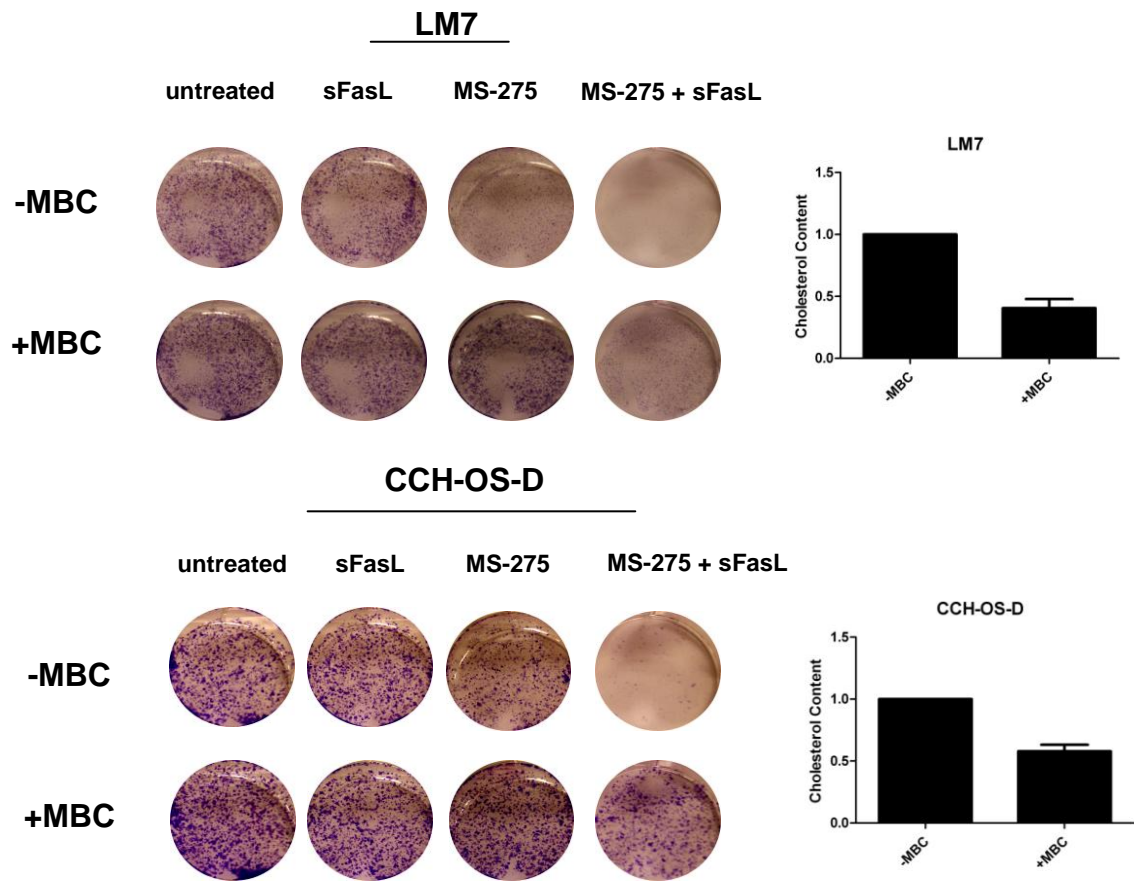 LM7
untreated sFasL MS-275 MS-275 + sFasL
-MBC
+MBC
LM7
Cholesterol Content
1.5
1.0
0.5
0.0
-MBC +MBC
CCH-OS-D
untreated sFasL MS-275 MS-275 + sFasL
-MBC
+MBC
CCH-OS-D
Cholesterol Content
1.5
1.0
0.5
0.0
-MBC +MBC